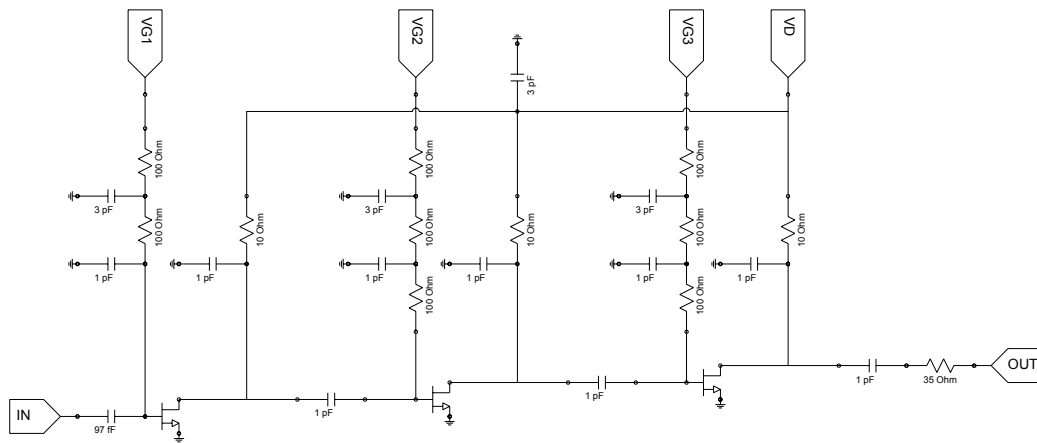 VG1
VG2
VG3
VD
3 pF
100 Ohm
100 Ohm
100 Ohm
3 pF
3 pF
3 pF
100 Ohm
10 Ohm
100 Ohm
10 Ohm
100 Ohm
10 Ohm
1 pF
1 pF
1 pF
1 pF
1 pF
1 pF
100 Ohm
100 Ohm
OUT
1 pF
35 Ohm
1 pF
1 pF
IN
97 fF